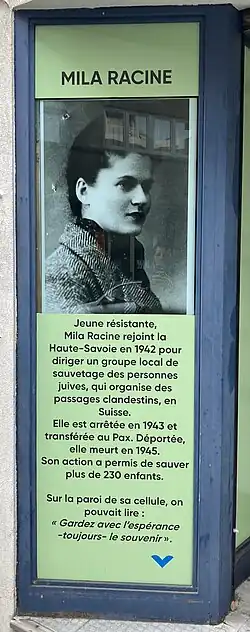 MILA RACINE
Jeune résistante,
Mila Racine rejoint la
Haute-Savoie en 1942 pour
diriger un groupe local de
sauvetage des personnes
juives, qui organise des
passages clandestins, en
Suisse.
Elle est arrêtée en 1943 et
transférée au Pax. Déportée,
elle meurt en 1945.
Son action a permis de sauver
plus de 230 enfants.
Sur la paroi de sa cellule, on
pouvait lire :
« Gardez avec l'espérance
-toujours- le souvenir ».